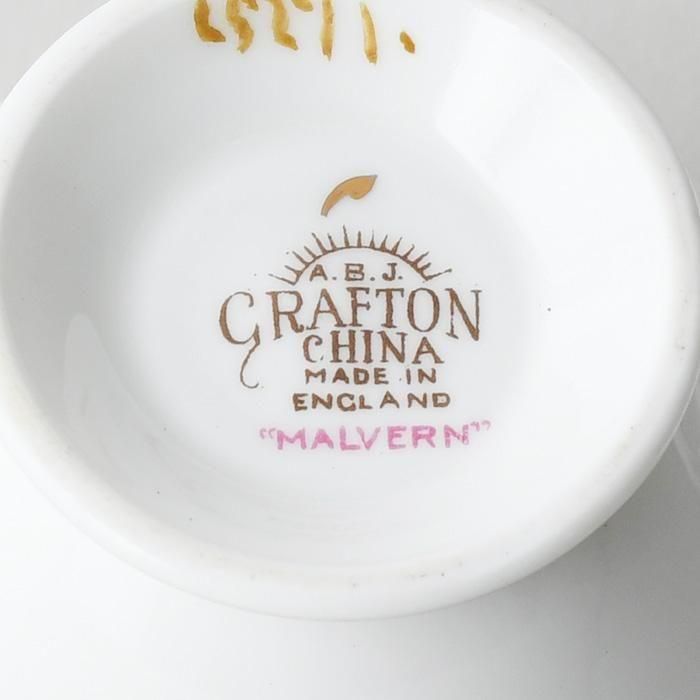 A.B.J.
GRAFTON
CHINA
MADE IN
ENGLAND
"MALVERN"